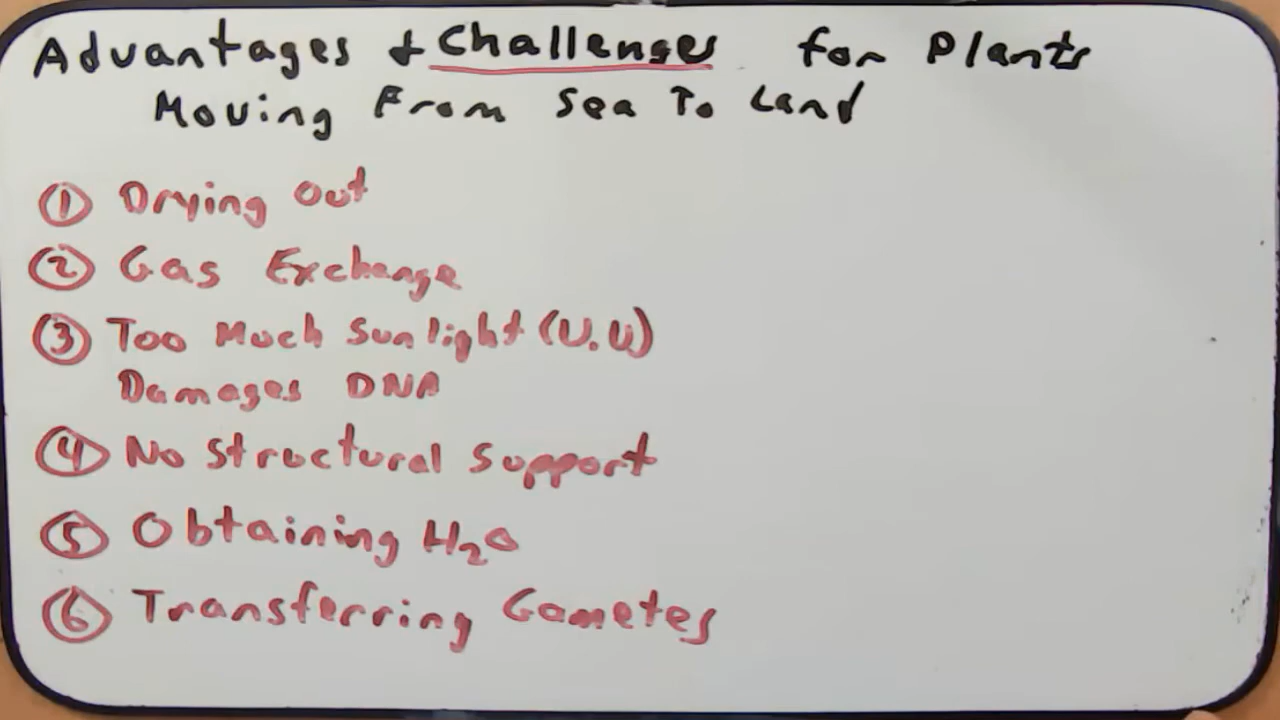 Advantages + Challenges for Plants
Moving From Sea To Land
① Drying Out
② Gas Exchange
③ Too Much Sunlight (U.V)
Damages DNA
④ No Structural Support
⑤ Obtaining H₂O
⑥ Transferring Gametes